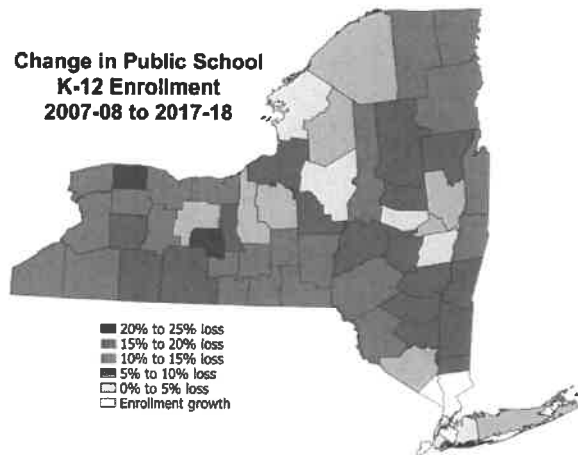 Change in Public School
K-12 Enrollment
2007-08 to 2017-18
20% to 25% loss
15% to 20% loss
10% to 15% loss
5% to 10% loss
0% to 5% loss
Enrollment growth